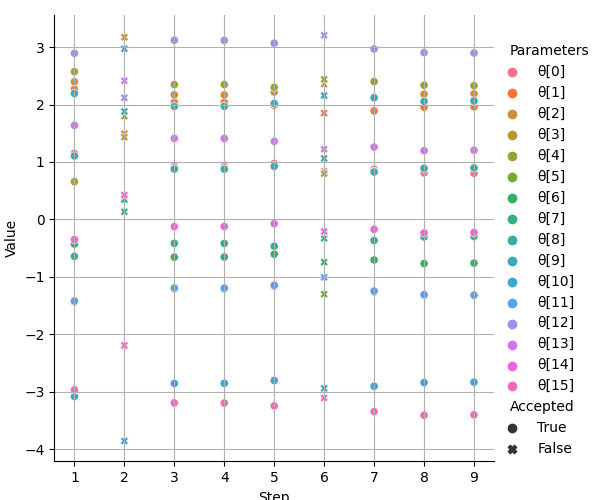 Value
3
2
1
0
−1
−2
−3
−4
1 2 3 4 5 6 7 8 9
Step
Parameters
θ[0]
θ[1]
θ[2]
θ[3]
θ[4]
θ[5]
θ[6]
θ[7]
θ[8]
θ[9]
θ[10]
θ[11]
θ[12]
θ[13]
θ[14]
θ[15]
Accepted
True
False